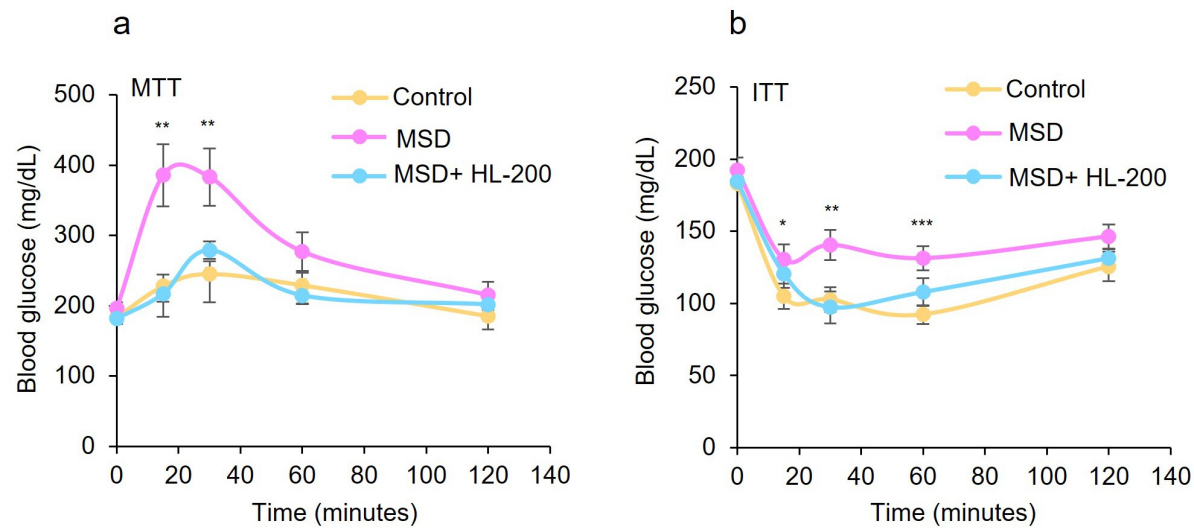 a
MTT
Blood glucose (mg/dL)
500
400
300
200
100
0
** **
Control
MSD
MSD+ HL-200
0 20 40 60 80 100 120 140
Time (minutes)
b
ITT
Blood glucose (mg/dL)
250
200
150
100
50
0
* ** ***
Control
MSD
MSD+ HL-200
0 20 40 60 80 100 120 140
Time (minutes)